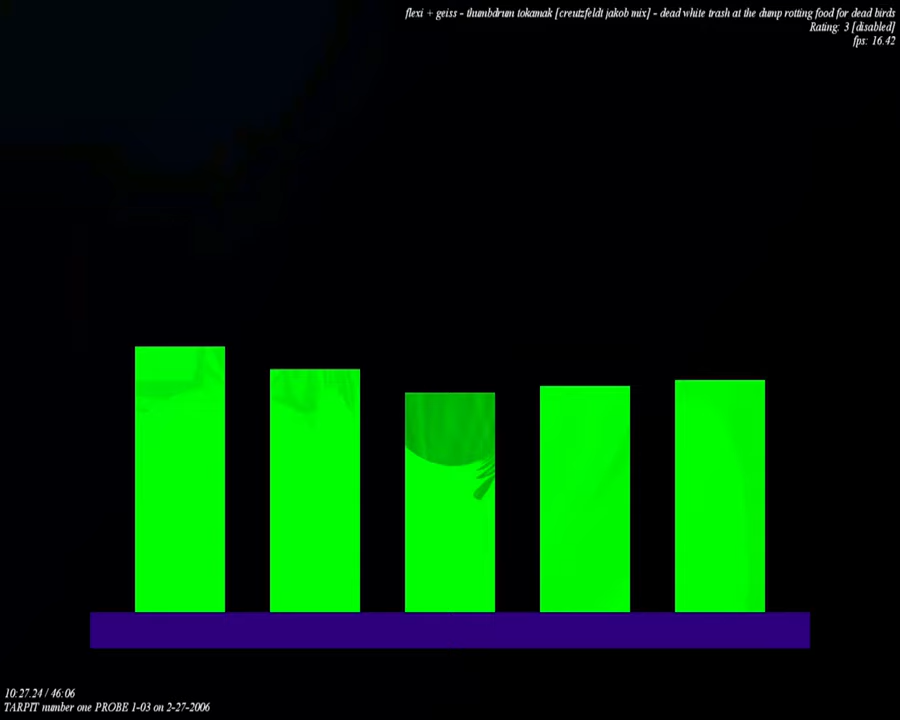 flexi + geiss - thumbdrum tokamak [creutzfeldt jakob mix] - dead white trash at the dump rotting food for dead birds
Rating: 3 [disabled]
fps: 16.42
10:27.24 / 46:06
TARPIT number one PROBE 1-03 on 2-27-2006